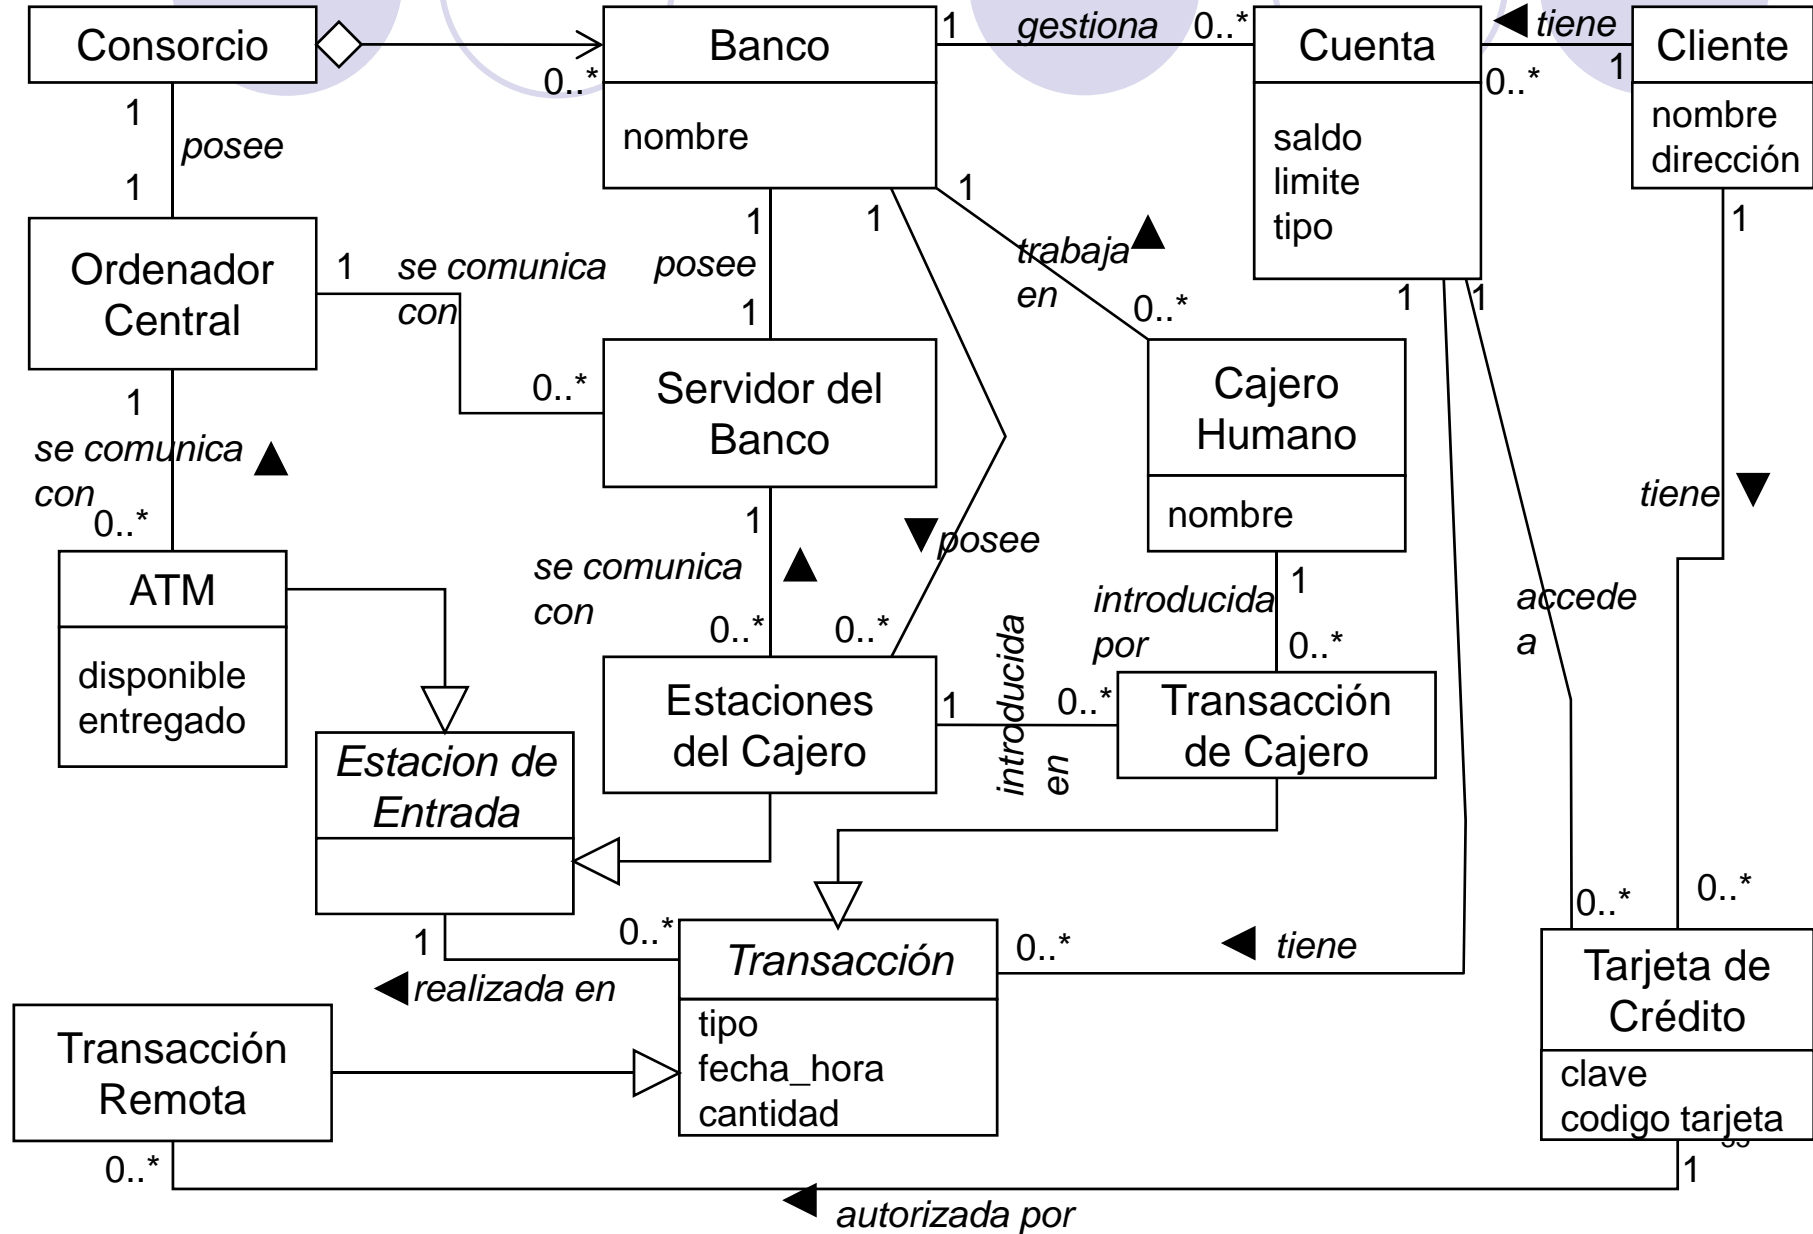 Consorcio
Banco
1
gestiona
0..*
Cuenta
◀ tiene
Cliente
0..*
0..*
1
1
posee
1
nombre
saldo
limite
tipo
nombre
dirección
1
1
1
1
Ordenador
Central
1
se comunica
con
posee
1
trabaja ▲
en
0..*
1
1
0..*
Servidor del
Banco
Cajero
Humano
nombre
1
se comunica ▲
con
0..*
1
se comunica ▲
con
▼ posee
tiene ▼
ATM
disponible
entregado
0..*
0..*
introducida
por
1
0..*
accede
a
Estaciones
del Cajero
1
introducida
en
0..*
Transacción
de Cajero
Estacion de
Entrada
1
0..*
◀ realizada en
Transacción
0..*
◀ tiene
0..*
0..*
Tarjeta de
Crédito
tipo
fecha_hora
cantidad
clave
codigo tarjeta
Transacción
Remota
0..*
1
◀ autorizada por